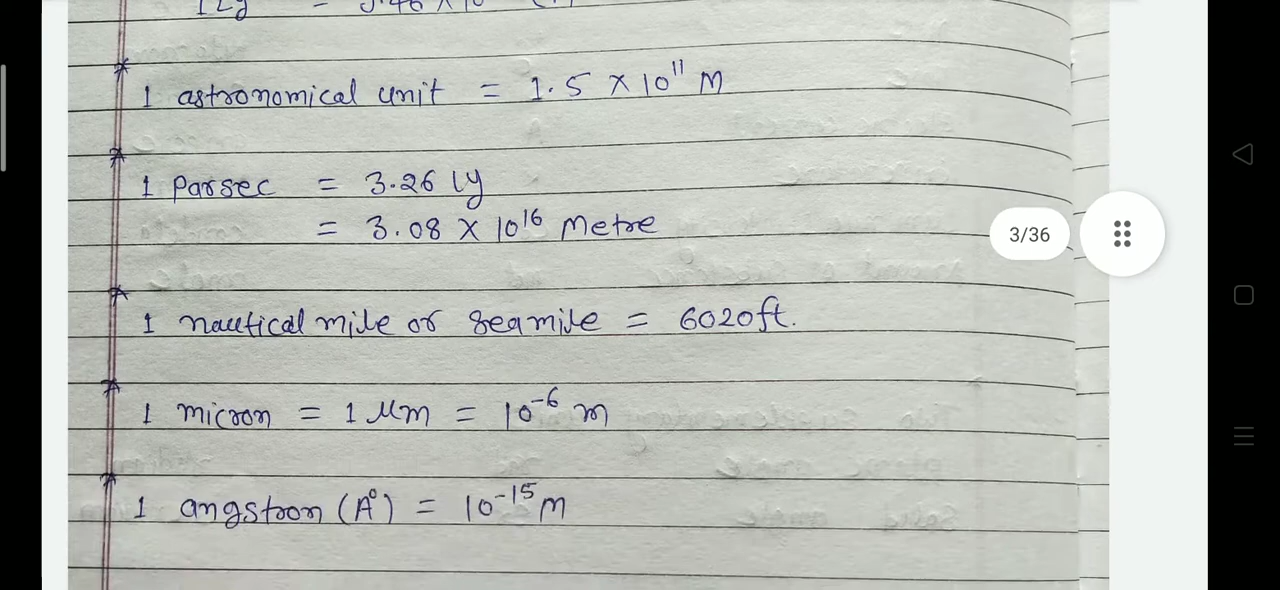 1 astronomical unit = 1.5 × 10¹¹ M
1 Parsec = 3.26 ly
= 3.08 × 10¹⁶ Metre
3/36
1 nautical mile or seamile = 6020ft.
1 micron = 1 μm = 10⁻⁶ m
1 angstron (A°) = 10⁻¹⁵ m